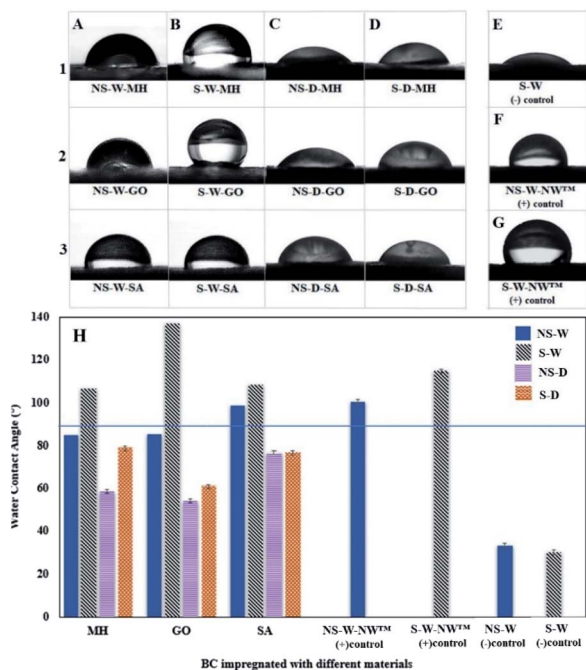 A B C D E
1
NS-W-MH S-W-MH NS-D-MH S-D-MH S-W
(-) control
F
2
NS-W-GO S-W-GO NS-D-GO S-D-GO NS-W-NW™
(+) control
G
3
NS-W-SA S-W-SA NS-D-SA S-D-SA S-W-NW™
(+) control
H
NS-W
S-W
NS-D
S-D
Water Contact Angle (°)
140
120
100
80
60
40
20
0
MH GO SA NS-W-NW™ S-W-NW™ NS-W S-W
(+)control (+)control (-)control (-)control
BC impregnated with different materials